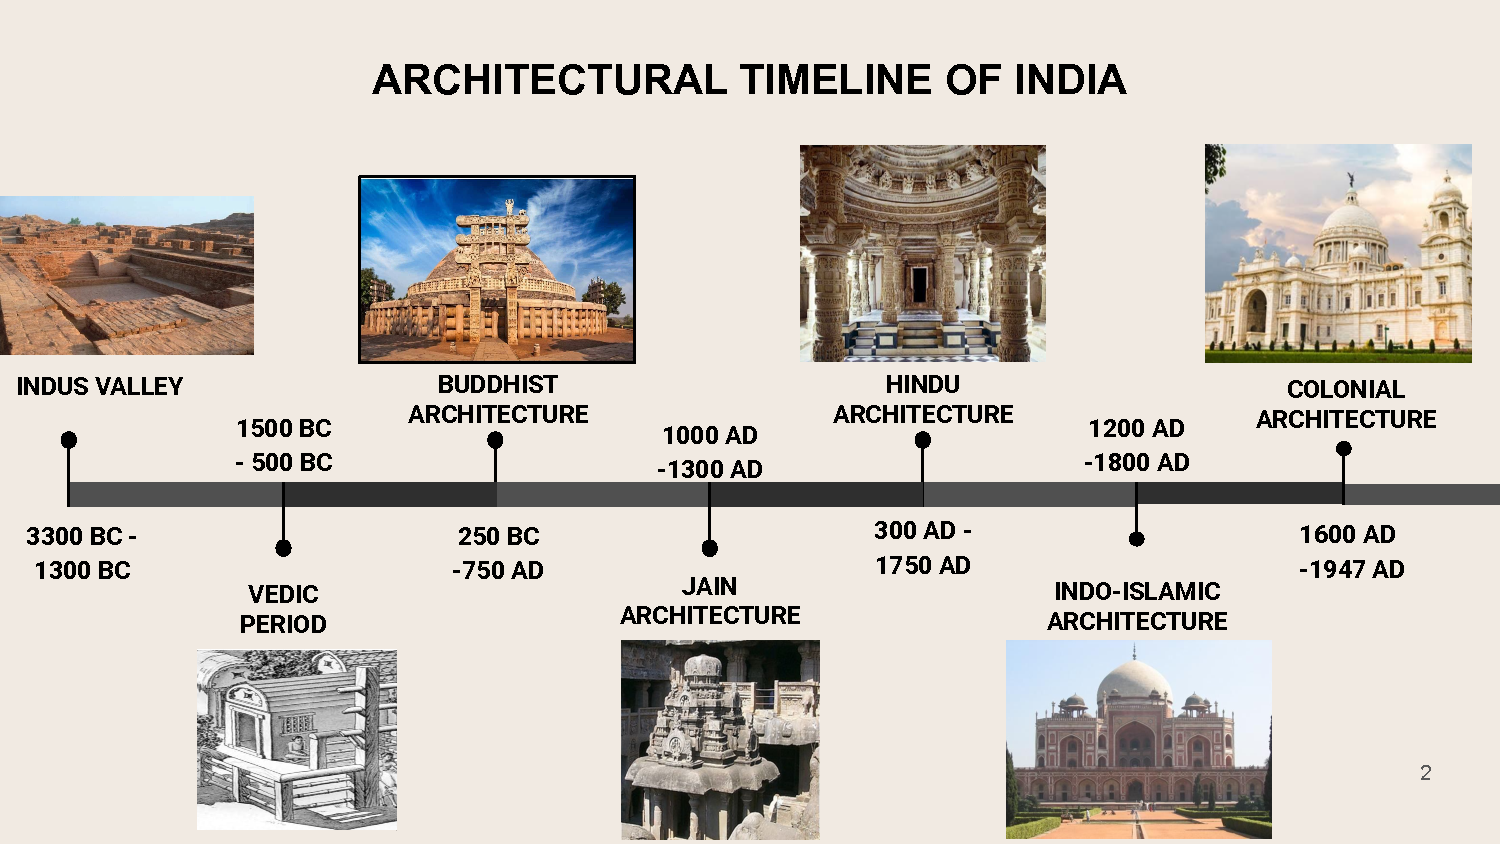 ARCHITECTURAL TIMELINE OF INDIA
INDUS VALLEY
3300 BC -
1300 BC
1500 BC
- 500 BC
VEDIC
PERIOD
BUDDHIST
ARCHITECTURE
250 BC
-750 AD
1000 AD
-1300 AD
JAIN
ARCHITECTURE
HINDU
ARCHITECTURE
300 AD -
1750 AD
1200 AD
-1800 AD
INDO-ISLAMIC
ARCHITECTURE
COLONIAL
ARCHITECTURE
1600 AD
-1947 AD
2